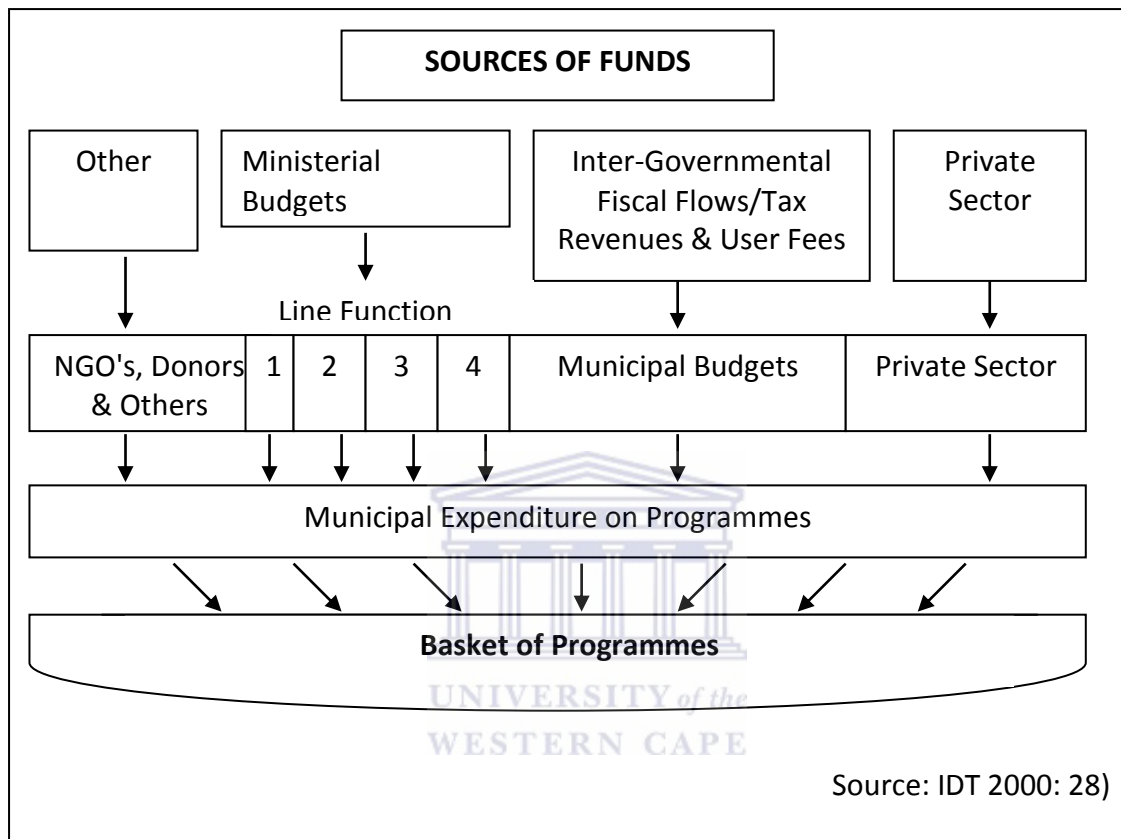 SOURCES OF FUNDS
Other
Ministerial
Budgets
Inter-Governmental
Fiscal Flows/Tax
Revenues & User Fees
Private
Sector
Line Function
NGO's, Donors
& Others
1
2
3
4
Municipal Budgets
Private Sector
Municipal Expenditure on Programmes
Basket of Programmes
UNIVERSITY of the
WESTERN CAPE
Source: IDT 2000: 28)